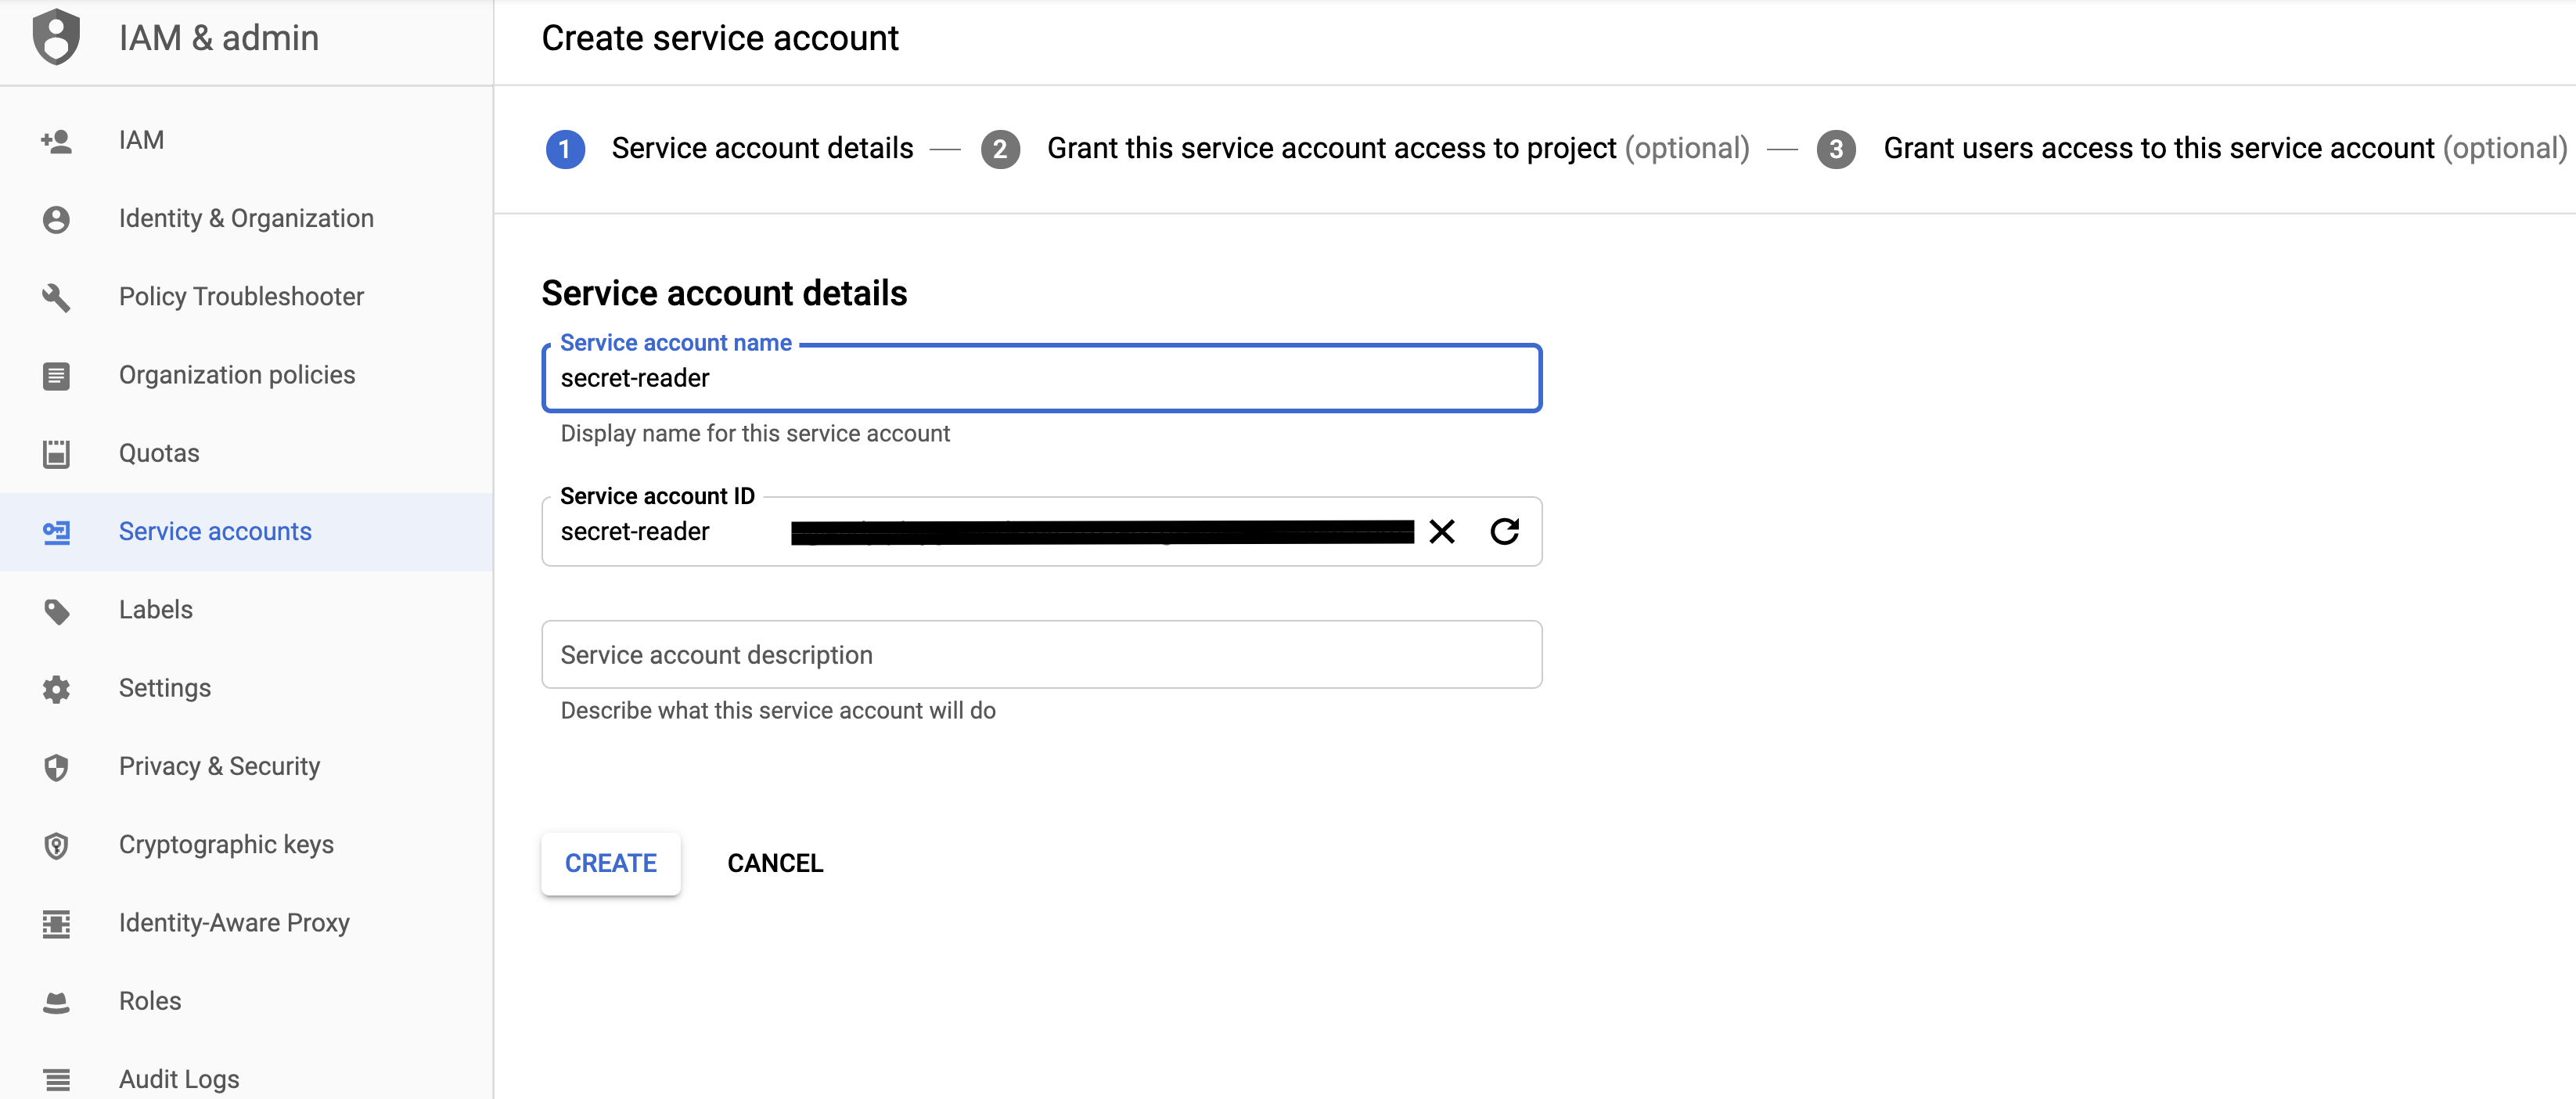 IAM & admin
Create service account
1 Service account details — 2 Grant this service account access to project (optional) — 3 Grant users access to this service account (optional)
IAM
Identity & Organization
Policy Troubleshooter
Organization policies
Quotas
Service accounts
Labels
Settings
Privacy & Security
Cryptographic keys
Identity-Aware Proxy
Roles
Audit Logs
Service account details
Service account name
secret-reader
Display name for this service account
Service account ID
secret-reader
Service account description
Describe what this service account will do
CREATE CANCEL